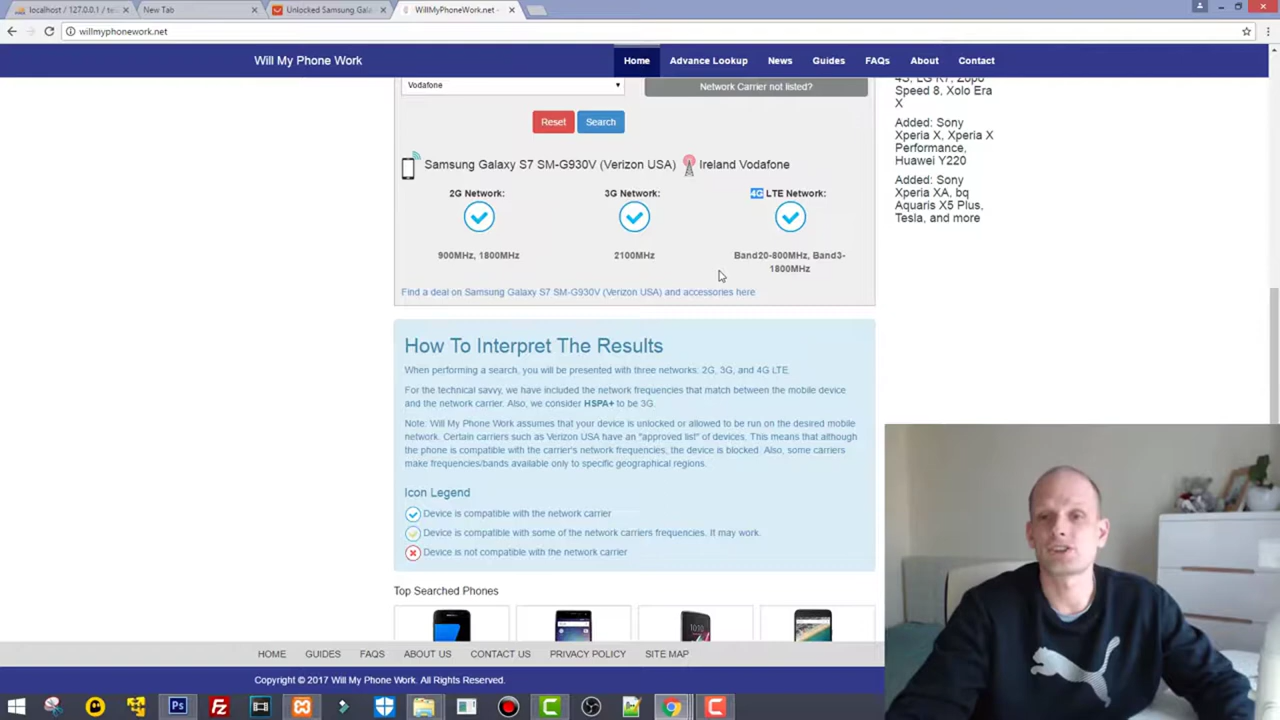 localhost / 127.0.0.1 /
New Tab
Unlocked Samsung Gala
WillMyPhoneWork.net -
willmyphonework.net
Will My Phone Work
Home
Advance Lookup
News
Guides
FAQs
About
Contact
Vodafone
Network Carrier not listed?
Reset
Search
Samsung Galaxy S7 SM-G930V (Verizon USA)
Ireland Vodafone
2G Network:
3G Network:
4G LTE Network:
900MHz, 1800MHz
2100MHz
Band20-800MHz, Band3-
1800MHz
Find a deal on Samsung Galaxy S7 SM-G930V (Verizon USA) and accessories here
Speed 8, Xolo Era
X
Added: Sony
Xperia X, Xperia X
Performance,
Huawei Y220
Added: Sony
Xperia XA, bq
Aquaris X5 Plus,
Tesla, and more
How To Interpret The Results
When performing a search, you will be presented with three networks: 2G, 3G, and 4G LTE.
For the technical savvy, we have included the network frequencies that match between the mobile device
and the network carrier. Also, we consider HSPA+ to be 3G.
Note: Will My Phone Work assumes that your device is unlocked or allowed to be run on the desired mobile
network. Certain carriers such as Verizon USA have an "approved list" of devices. This means that although
the phone is compatible with the carrier's network frequencies, the device is blocked. Also, some carriers
make frequencies/bands available only to specific geographical regions.
Icon Legend
Device is compatible with the network carrier
Device is compatible with some of the network carriers frequencies. It may work.
Device is not compatible with the network carrier
Top Searched Phones
HOME
GUIDES
FAQS
ABOUT US
CONTACT US
PRIVACY POLICY
SITE MAP
Copyright © 2017 Will My Phone Work. All Rights Reserved.